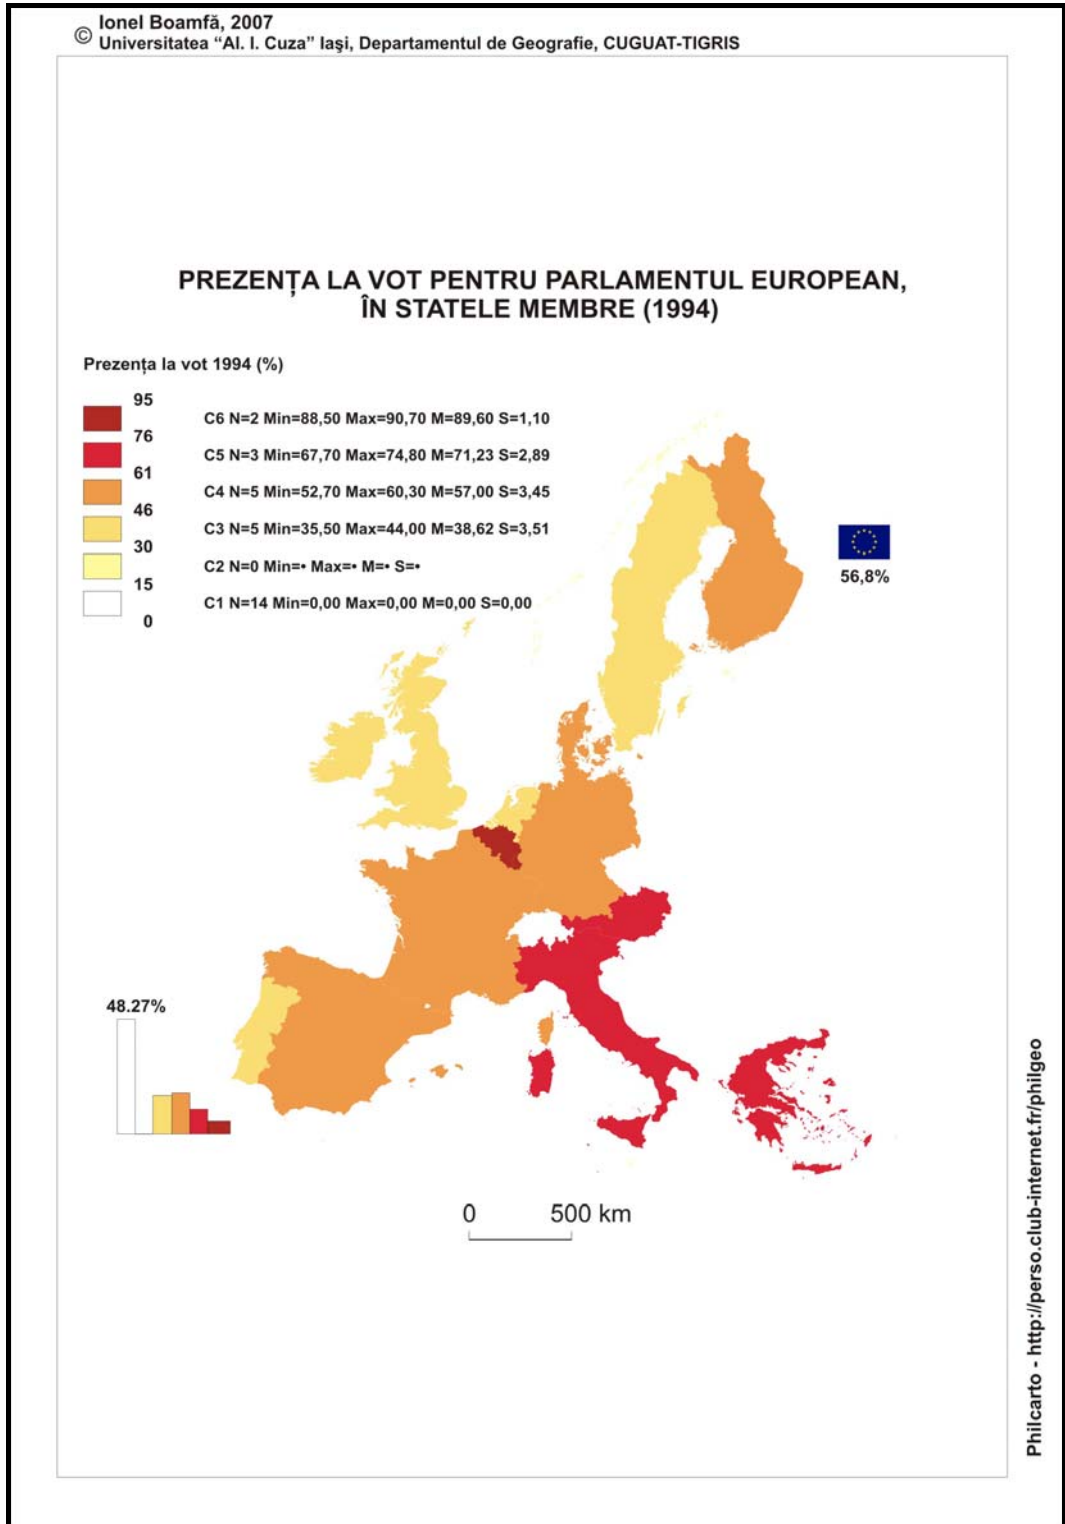 © Ionel Boamfă, 2007
Universitatea “Al. I. Cuza” Iaşi, Departamentul de Geografie, CUGUAT-TIGRIS
PREZENȚA LA VOT PENTRU PARLAMENTUL EUROPEAN,
ÎN STATELE MEMBRE (1994)
Prezența la vot 1994 (%)
95
C6 N=2 Min=88,50 Max=90,70 M=89,60 S=1,10
76
C5 N=3 Min=67,70 Max=74,80 M=71,23 S=2,89
61
C4 N=5 Min=52,70 Max=60,30 M=57,00 S=3,45
46
C3 N=5 Min=35,50 Max=44,00 M=38,62 S=3,51
30
C2 N=0 Min=• Max=• M=• S=•
15
C1 N=14 Min=0,00 Max=0,00 M=0,00 S=0,00
0
56,8%
48.27%
0 500 km
Philcarto - http://perso.club-internet.fr/philgeo